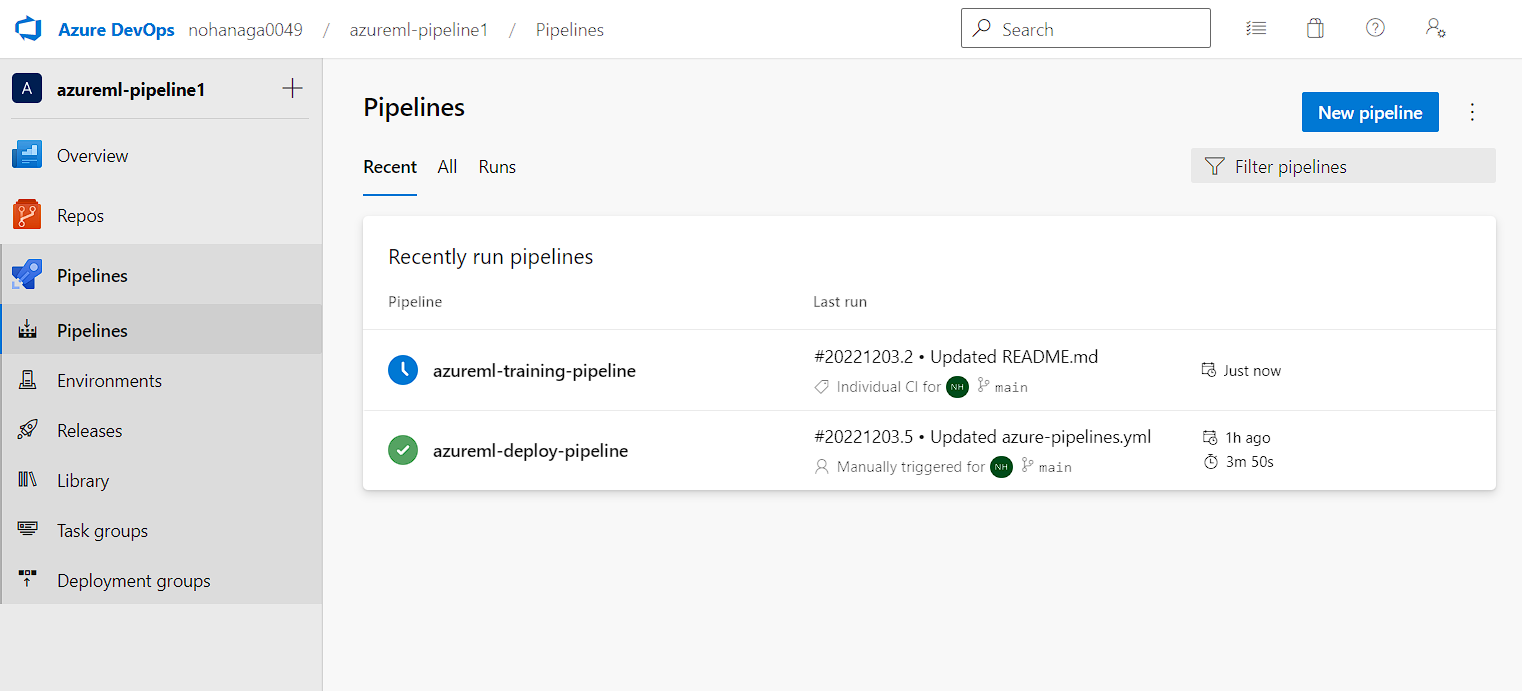 Azure DevOps nohanaga0049 / azureml-pipeline1 / Pipelines
Search
A azureml-pipeline1
Overview
Repos
Pipelines
Pipelines
Environments
Releases
Library
Task groups
Deployment groups
Pipelines
New pipeline
Recent All Runs
Filter pipelines
Recently run pipelines
Pipeline Last run
azureml-training-pipeline
#20221203.2 • Updated README.md
Individual CI for NH main
Just now
azureml-deploy-pipeline
#20221203.5 • Updated azure-pipelines.yml
Manually triggered for NH main
1h ago
3m 50s